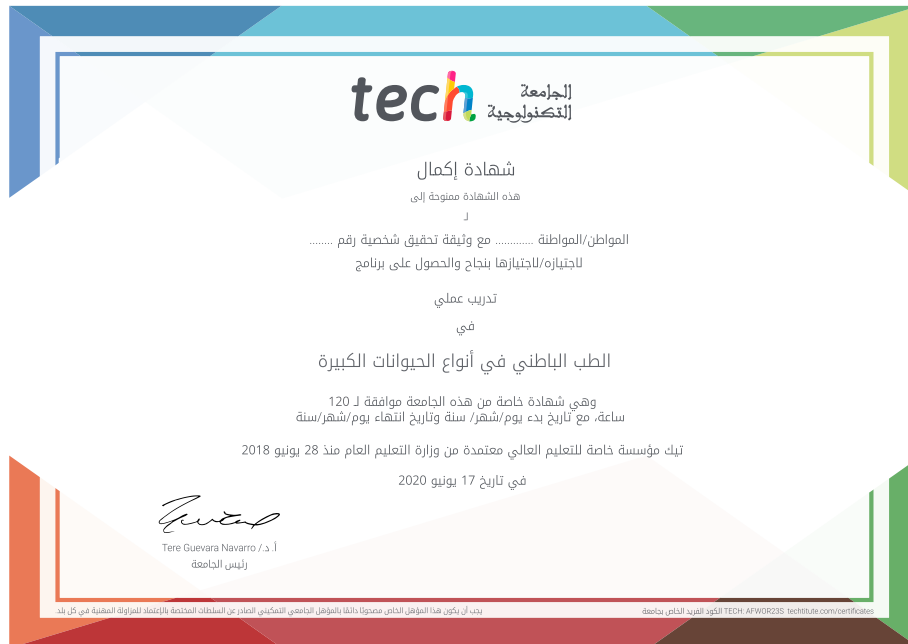 tech
الجامعة
التكنولوجية
شهادة إكمال
هذه الشهادة ممنوحة إلى
لـ
المواطن/المواطنة ............ مع وثيقة تحقيق شخصية رقم ........
لاجتيازه/لاجتيازها بنجاح والحصول على برنامج
تدريب عملي
في
الطب الباطني في أنواع الحيوانات الكبيرة
وهي شهادة خاصة من هذه الجامعة موافقة لـ 120
ساعة، مع تاريخ بدء يوم/شهر/ سنة وتاريخ انتهاء يوم/شهر/سنة
تيك مؤسسة خاصة للتعليم العالي معتمدة من وزارة التعليم العام منذ 28 يونيو 2018
في تاريخ 17 يونيو 2020
أ. د./ Tere Guevara Navarro
رئيس الجامعة
يجب أن يكون هذا المؤهل الخاص مصحوبًا دائمًا بالمؤهل الجامعي التمكيني الصادر عن السلطات المختصة بالإعتماد للمزاولة المهنية في كل بلد.
الكود الفريد الخاص بجامعة TECH: AFWOR23S techtitute.com/certificates